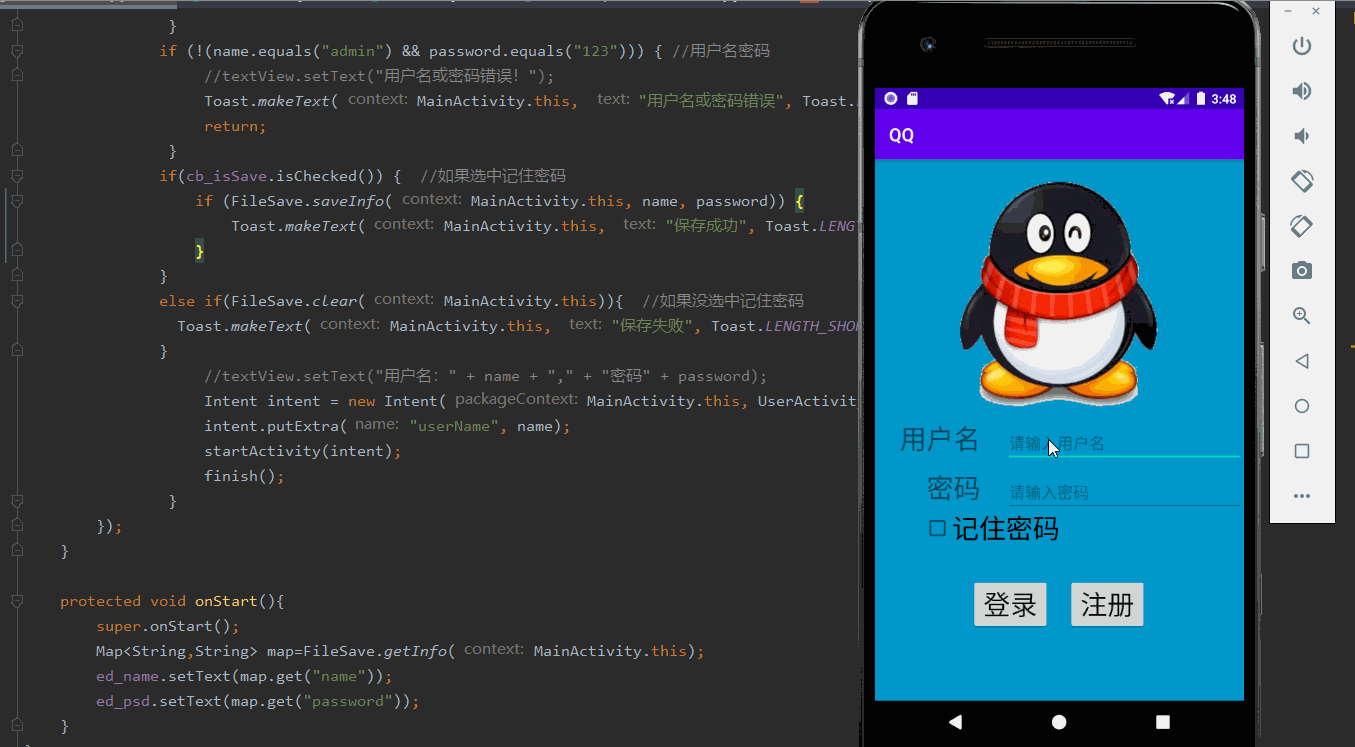 }
if (!(name.equals("admin") && password.equals("123"))) { //用户名密码
//textView.setText("用户名或密码错误！");
Toast.makeText( context: MainActivity.this, text: "用户名或密码错误", Toast.
return;
}
if(cb_isSave.isChecked()) { //如果选中记住密码
if (FileSave.saveInfo( context: MainActivity.this, name, password)) {
Toast.makeText( context: MainActivity.this, text: "保存成功", Toast.LENGT
}
}
else if(FileSave.clear( context: MainActivity.this)){ //如果没选中记住密码
Toast.makeText( context: MainActivity.this, text: "保存失败", Toast.LENGTH_SHOR
}
//textView.setText("用户名：" + name + "," + "密码" + password);
Intent intent = new Intent( packageContext: MainActivity.this, UserActivit
intent.putExtra( name: "userName", name);
startActivity(intent);
finish();
}
});
}
protected void onStart(){
super.onStart();
Map<String,String> map=FileSave.getInfo( context: MainActivity.this);
ed_name.setText(map.get("name"));
ed_psd.setText(map.get("password"));
}
3:48
QQ
用户名 请输入用户名
密码 请输入密码
记住密码
登录 注册